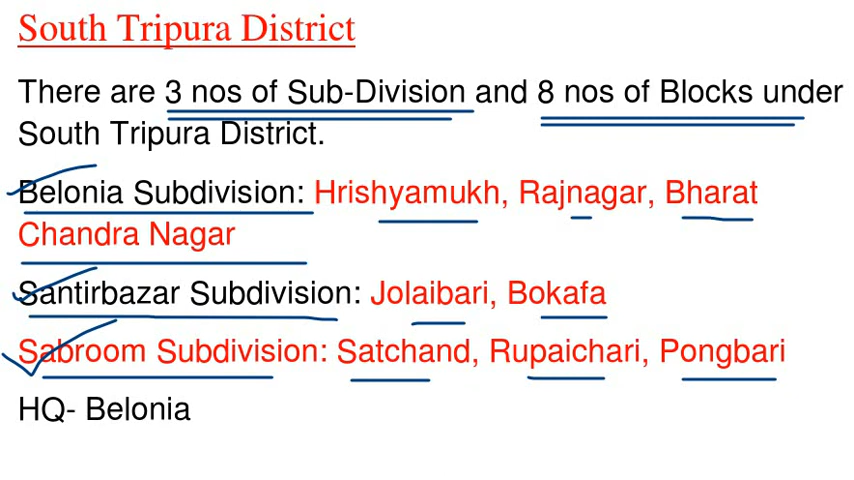 South Tripura District
There are 3 nos of Sub-Division and 8 nos of Blocks under
South Tripura District.
Belonia Subdivision: Hrishyamukh, Rajnagar, Bharat
Chandra Nagar
Santirbazar Subdivision: Jolaibari, Bokafa
Sabroom Subdivision: Satchand, Rupaichari, Pongbari
HQ- Belonia